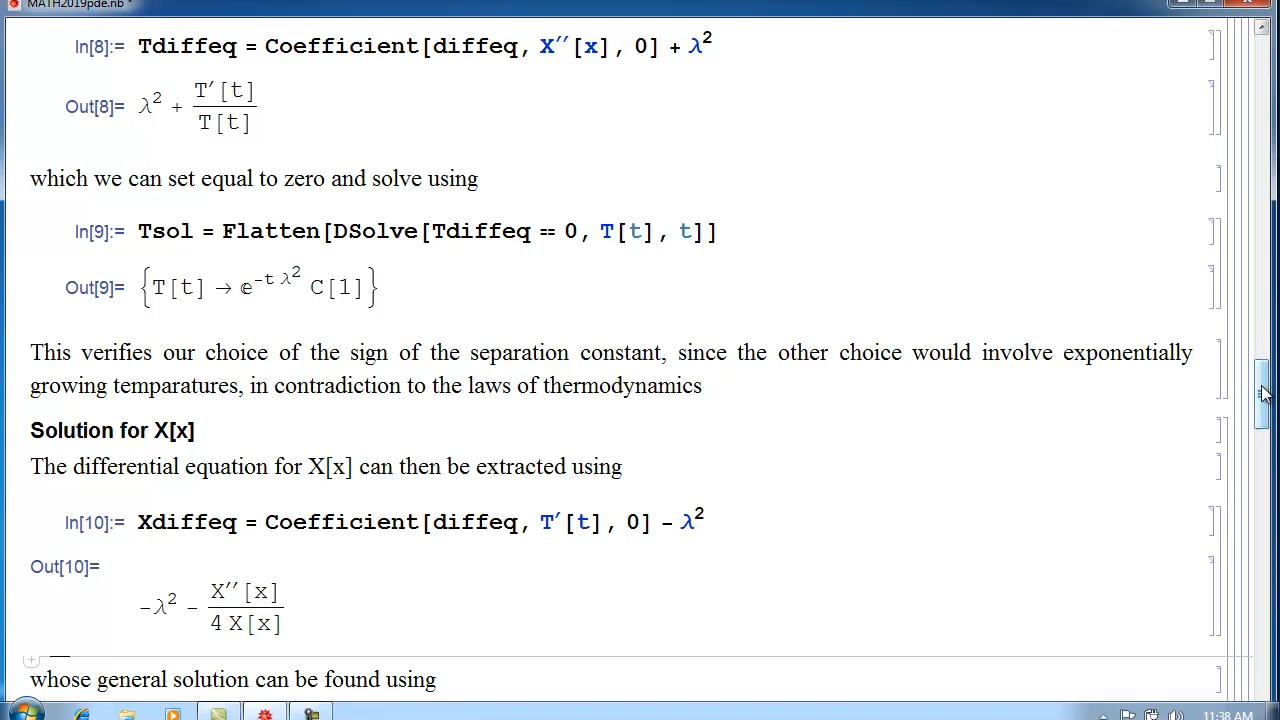 MATH2019pde.nb *
In[8]:= Tdiffeq = Coefficient[diffeq, X′′[x], 0] + λ²
Out[8]= λ² + T′[t] / T[t]
which we can set equal to zero and solve using
In[9]:= Tsol = Flatten[DSolve[Tdiffeq == 0, T[t], t]]
Out[9]= {T[t] → e^(-t λ²) C[1]}
This verifies our choice of the sign of the separation constant, since the other choice would involve exponentially
growing temparatures, in contradiction to the laws of thermodynamics
Solution for X[x]
The differential equation for X[x] can then be extracted using
In[10]:= Xdiffeq = Coefficient[diffeq, T′[t], 0] - λ²
Out[10]=
-λ² - X′′[x] / 4 X[x]
whose general solution can be found using
11:38 AM